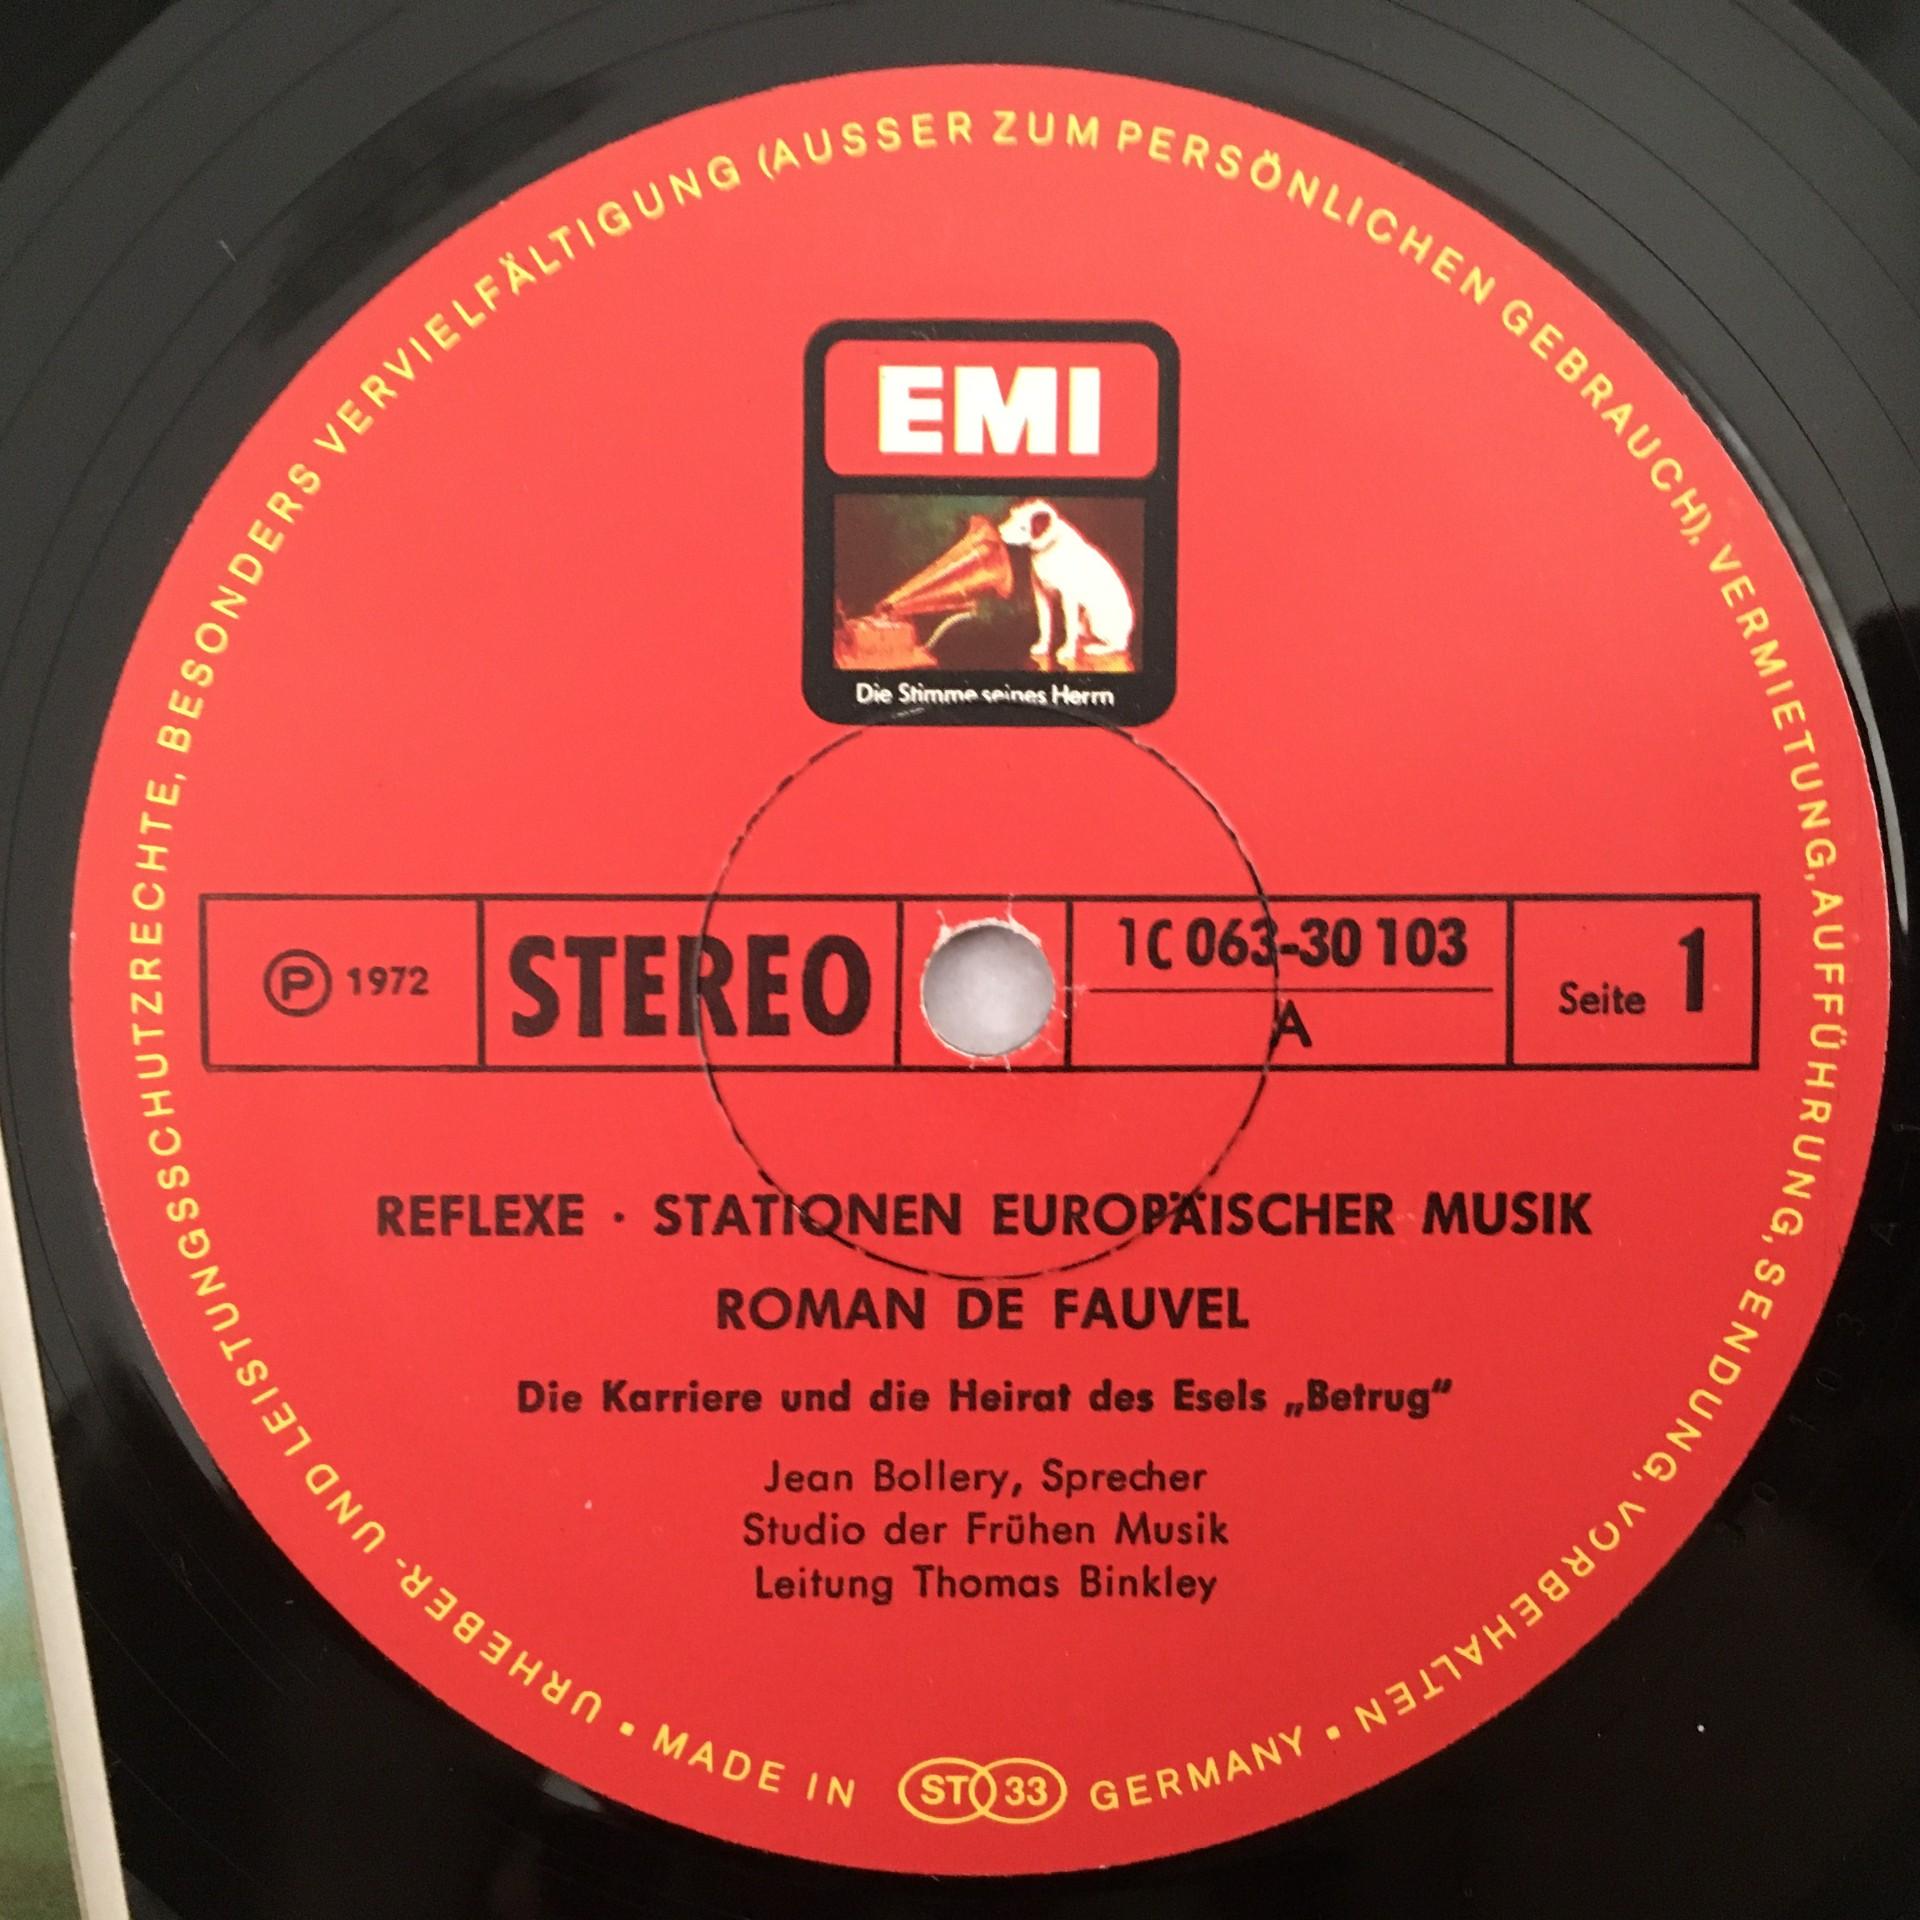 URHEBER- UND LEISTUNGSSCHUTZRECHTE, BESONDERS VERVIELFÄLTIGUNG (AUSSER ZUM PERSÖNLICHEN GEBRAUCH), VERMIETUNG, AUFFÜHRUNG, SENDUNG, VORBEHALTEN •
EMI
Die Stimme seines Herrn
Ⓟ 1972
STEREO
1C 063-30 103
A
Seite 1
REFLEXE · STATIONEN EUROPÄISCHER MUSIK
ROMAN DE FAUVEL
Die Karriere und die Heirat des Esels „Betrug“
Jean Bollery, Sprecher
Studio der Frühen Musik
Leitung Thomas Binkley
• MADE IN ST 33 GERMANY